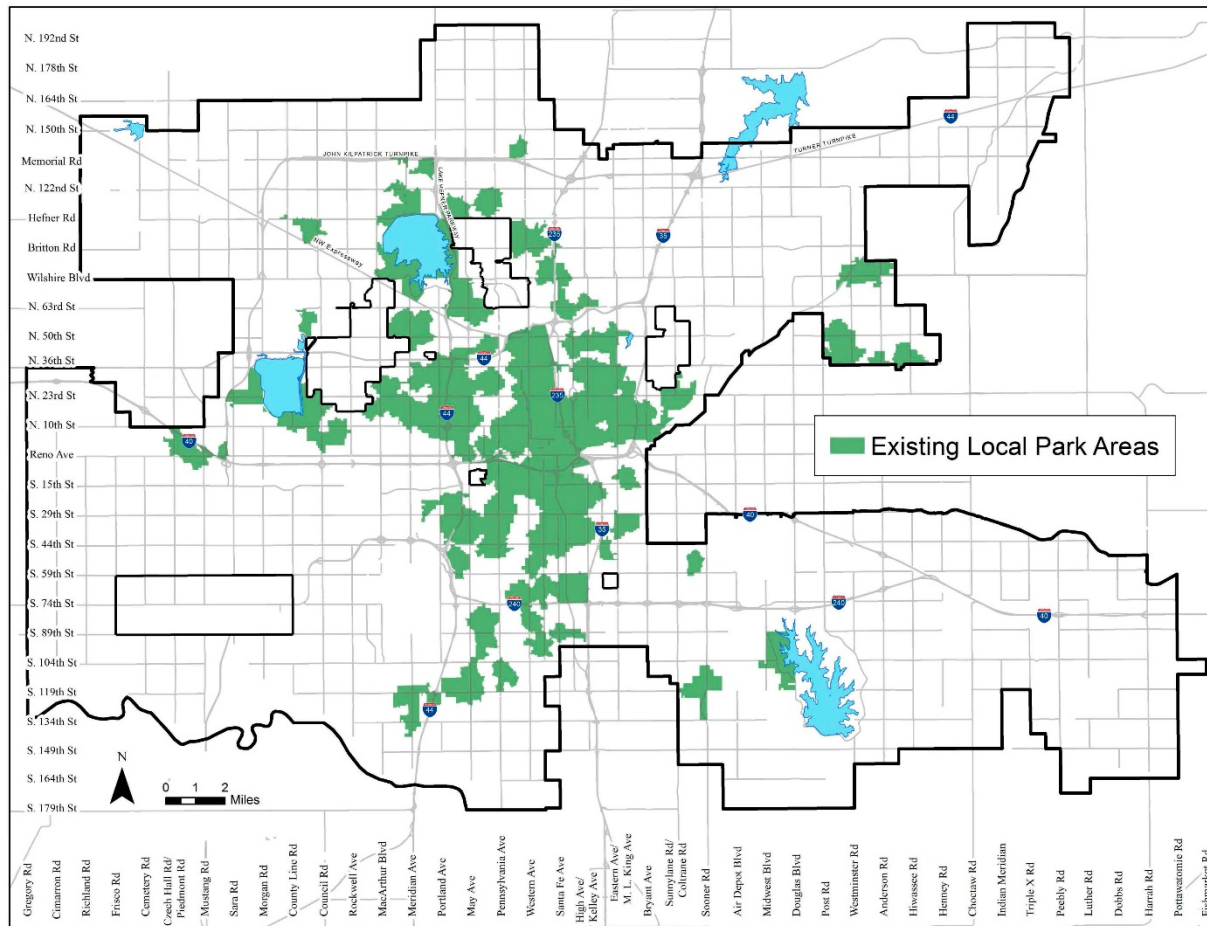 N. 192nd St
N. 178th St
N. 164th St
N. 150th St
Memorial Rd
N. 122nd St
Hefner Rd
Britton Rd
Wilshire Blvd
N. 63rd St
N. 50th St
N. 36th St
N. 23rd St
N. 10th St
Reno Ave
S. 15th St
S. 29th St
S. 44th St
S. 59th St
S. 74th St
S. 89th St
S. 104th St
S. 119th St
S. 134th St
S. 149th St
S. 164th St
S. 179th St
JOHN KILPATRICK TURNPIKE
LAKE HEFNER PARKWAY
NW Expressway
TURNER TURNPIKE
44
235
35
44
235
44
40
35
40
240
240
40
44
Existing Local Park Areas
N
0 1 2
Miles
Gregory Rd
Cimarron Rd
Richland Rd
Frisco Rd
Cemetery Rd
Czech Hall Rd/
Piedmont Rd
Mustang Rd
Sara Rd
Morgan Rd
County Line Rd
Council Rd
Rockwell Ave
MacArthur Blvd
Meridian Ave
Portland Ave
May Ave
Pennsylvania Ave
Western Ave
Santa Fe Ave
High Ave/
Kelley Ave
Eastern Ave/
M. L. King Ave
Bryant Ave
Sunnylane Rd/
Coltrane Rd
Sooner Rd
Air Depot Blvd
Midwest Blvd
Douglas Blvd
Post Rd
Westminster Rd
Anderson Rd
Hiwassee Rd
Henney Rd
Choctaw Rd
Indian Meridian
Triple X Rd
Peebly Rd
Luther Rd
Dobbs Rd
Harrah Rd
Pottawatomie Rd